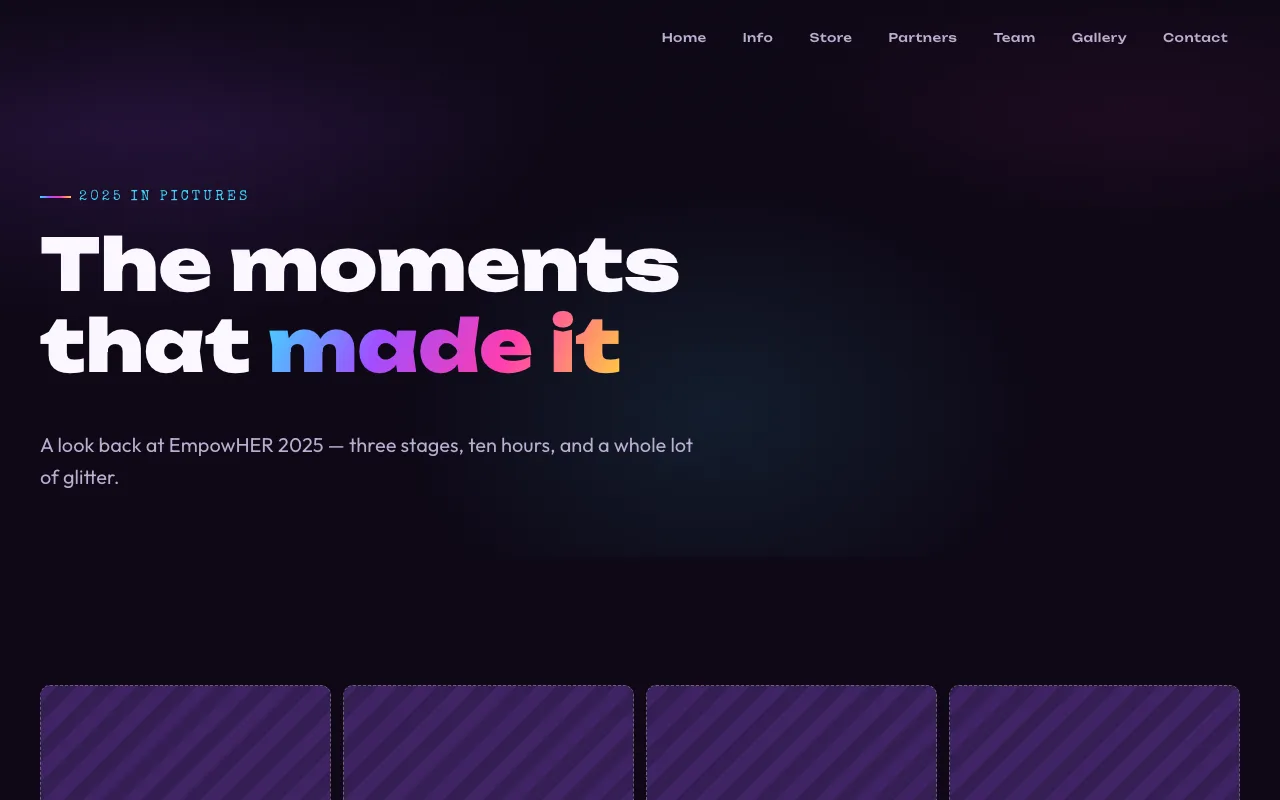 Home Info Store Partners Team Gallery Contact
2025 IN PICTURES
The moments
that made it
A look back at EmpowHER 2025 — three stages, ten hours, and a whole lot
of glitter.